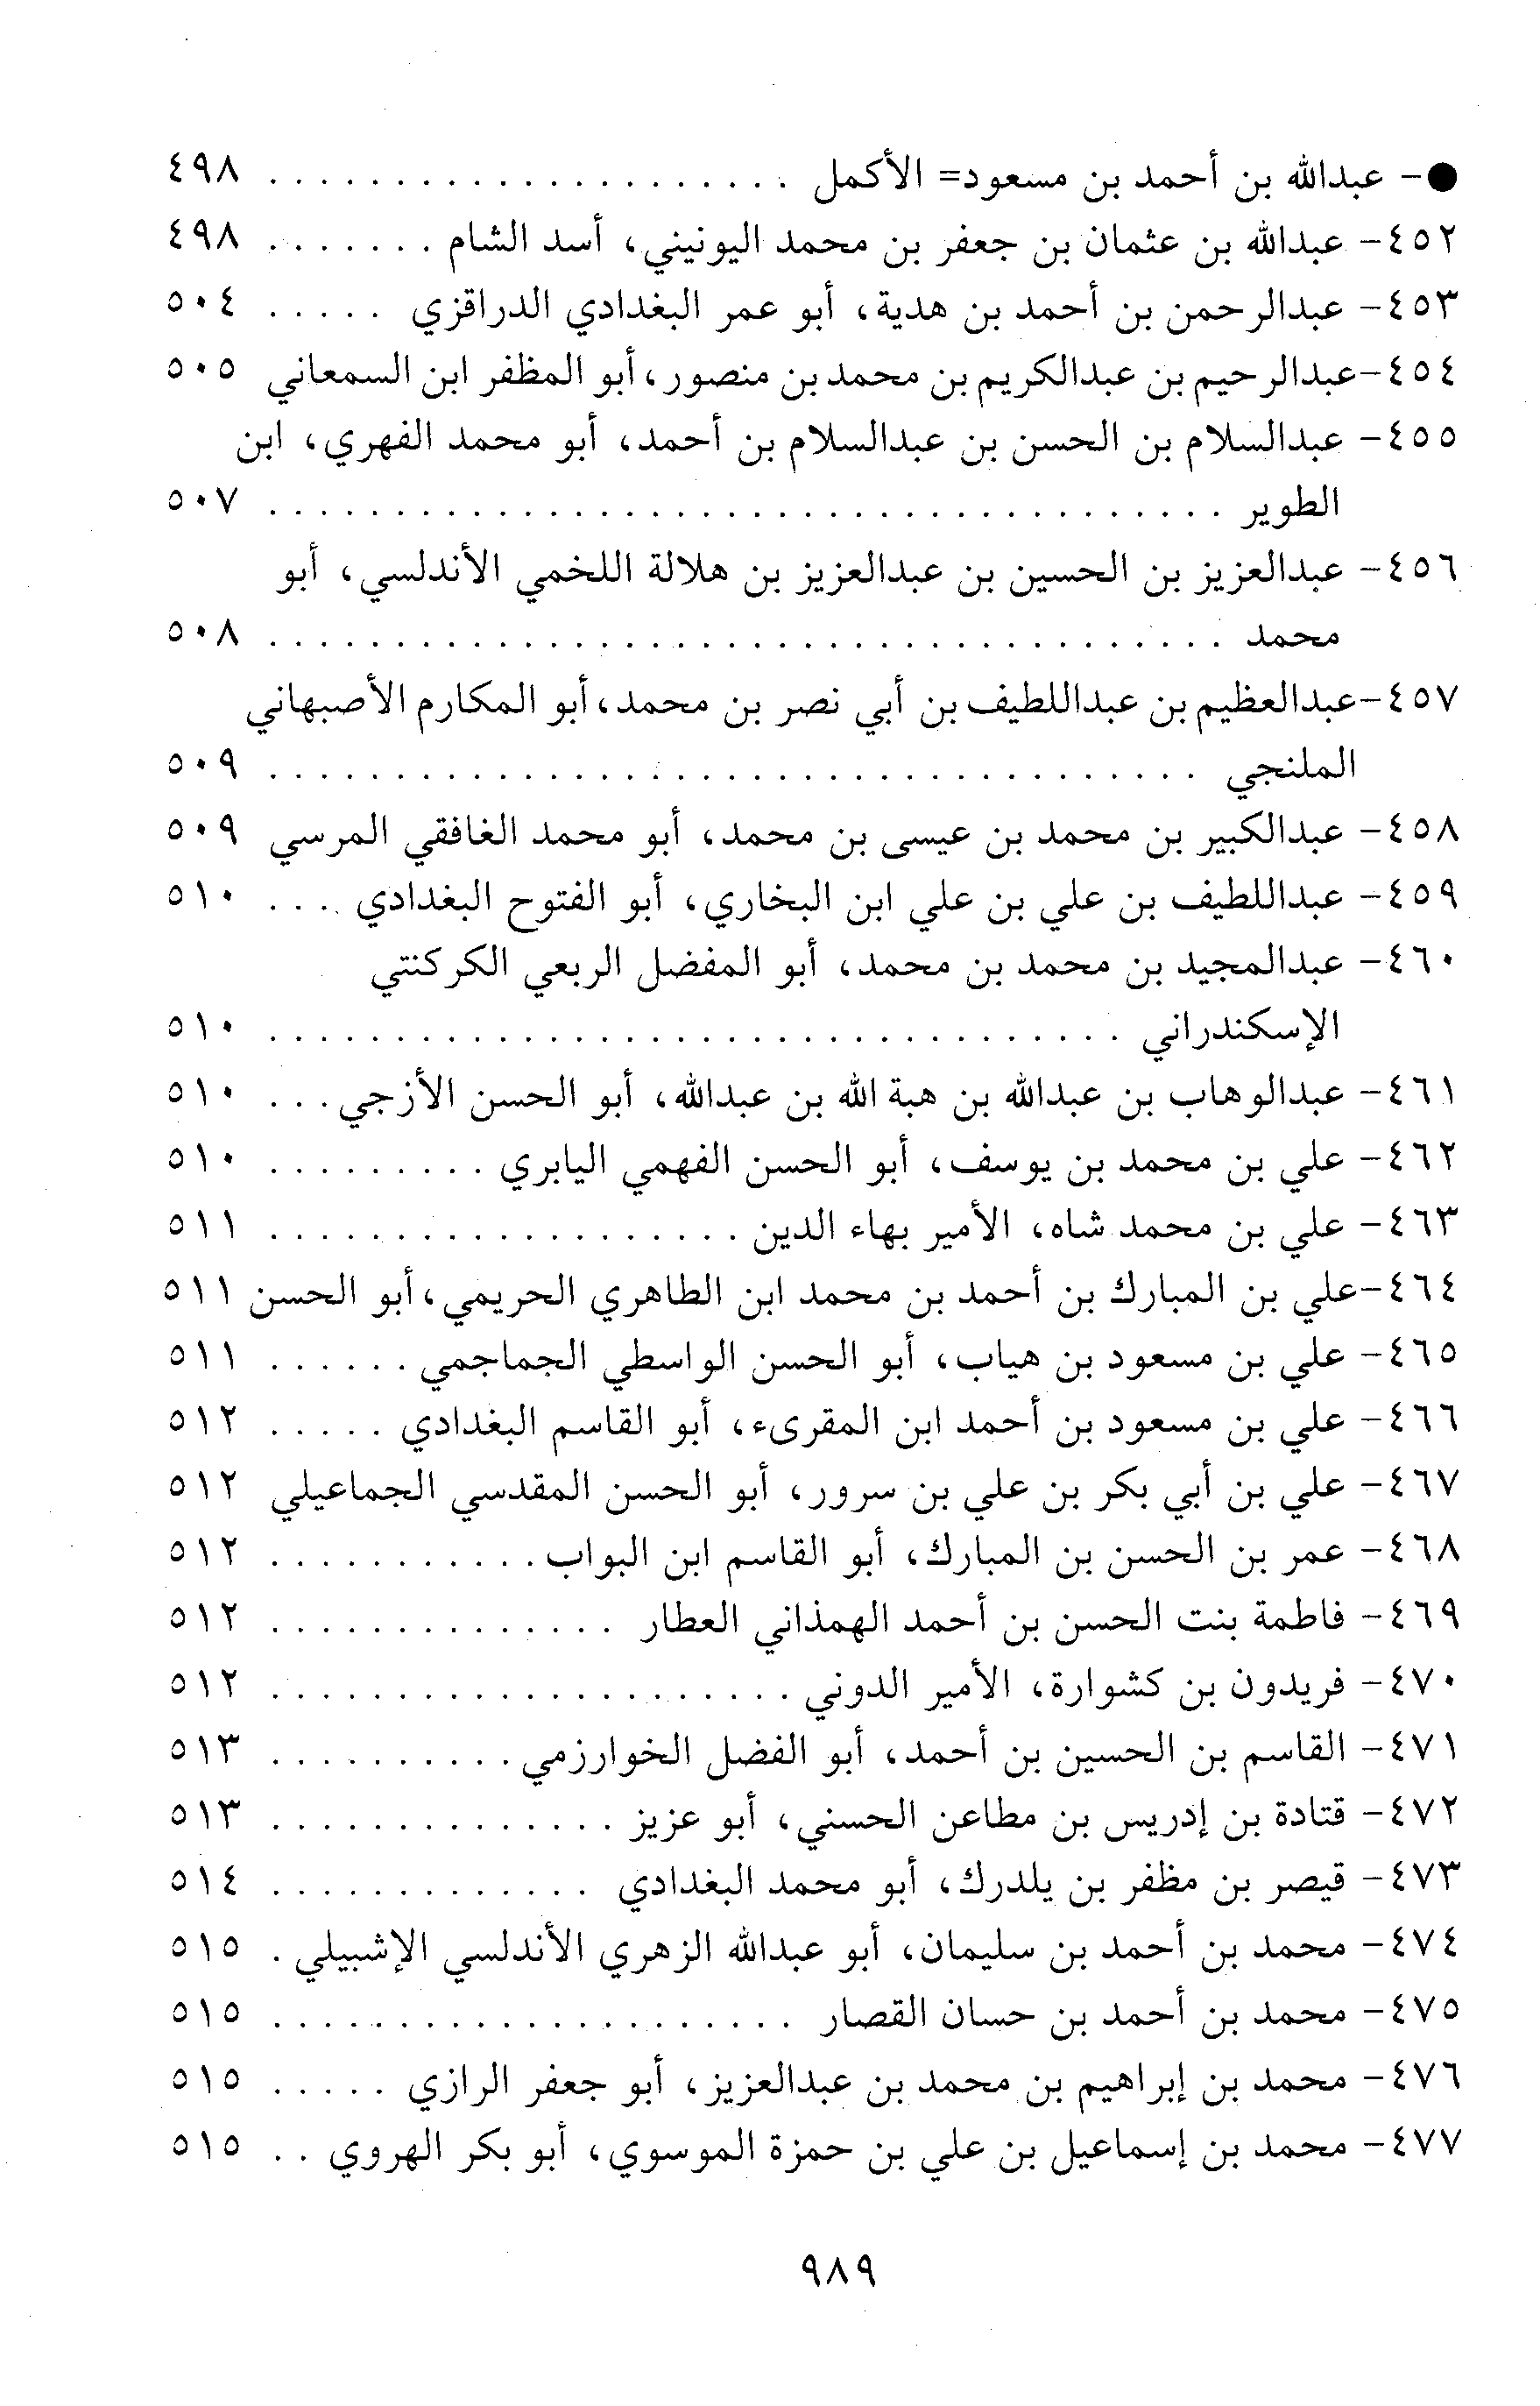 ●- عبدالله بن أحمد بن مسعود= الأكمل . . . . . . . . . . . . . . . . . . . . . ٤٩٨
٤٥٢- عبدالله بن عثمان بن جعفر بن محمد اليونيني، أسد الشام . . . . . . . ٤٩٨
٤٥٣- عبدالرحمن بن أحمد بن هدية، أبو عمر البغدادي الدراقزي . . . . . ٥٠٤
٤٥٤-عبدالرحيم بن عبدالكريم بن محمد بن منصور، أبو المظفر ابن السمعاني ٥٠٥
٤٥٥- عبدالسلام بن الحسن بن عبدالسلام بن أحمد، أبو محمد الفهري، ابن
الطوير . . . . . . . . . . . . . . . . . . . . . . . . . . . . . . . . . . . . . . ٥٠٧
٤٥٦- عبدالعزيز بن الحسين بن عبدالعزيز بن هلالة اللخمي الأندلسي، أبو
محمد . . . . . . . . . . . . . . . . . . . . . . . . . . . . . . . . . . . . . . ٥٠٨
٤٥٧-عبدالعظيم بن عبداللطيف بن أبي نصر بن محمد، أبو المكارم الأصبهاني
الملنجي . . . . . . . . . . . . . . . . . . . . . . . . . . . . . . . . . . . . . ٥٠٩
٤٥٨- عبدالكبير بن محمد بن عيسى بن محمد، أبو محمد الغافقي المرسي ٥٠٩
٤٥٩- عبداللطيف بن علي بن علي ابن البخاري، أبو الفتوح البغدادي . . . ٥١٠
٤٦٠- عبدالمجيد بن محمد بن محمد، أبو المفضل الربعي الكركنتي
الإسكندراني . . . . . . . . . . . . . . . . . . . . . . . . . . . . . . . . . . ٥١٠
٤٦١- عبدالوهاب بن عبدالله بن هبة الله بن عبدالله، أبو الحسن الأزجي . . . ٥١٠
٤٦٢- علي بن محمد بن يوسف، أبو الحسن الفهمي اليابري . . . . . . . . . ٥١٠
٤٦٣- علي بن محمد شاه، الأمير بهاء الدين . . . . . . . . . . . . . . . . . . . ٥١١
٤٦٤-علي بن المبارك بن أحمد بن محمد ابن الطاهري الحريمي، أبو الحسن ٥١١
٤٦٥- علي بن مسعود بن هياب، أبو الحسن الواسطي الجماجمي . . . . . . ٥١١
٤٦٦- علي بن مسعود بن أحمد ابن المقرىء، أبو القاسم البغدادي . . . . . ٥١٢
٤٦٧- علي بن أبي بكر بن علي بن سرور، أبو الحسن المقدسي الجماعيلي ٥١٢
٤٦٨- عمر بن الحسن بن المبارك، أبو القاسم ابن البواب . . . . . . . . . . . ٥١٢
٤٦٩- فاطمة بنت الحسن بن أحمد الهمذاني العطار . . . . . . . . . . . . . . ٥١٢
٤٧٠- فريدون بن كشوارة، الأمير الدوني . . . . . . . . . . . . . . . . . . . . . ٥١٢
٤٧١- القاسم بن الحسين بن أحمد، أبو الفضل الخوارزمي . . . . . . . . . . ٥١٣
٤٧٢- قتادة بن إدريس بن مطاعن الحسني، أبو عزيز . . . . . . . . . . . . . . ٥١٣
٤٧٣- قيصر بن مظفر بن يلدرك، أبو محمد البغدادي . . . . . . . . . . . . . ٥١٤
٤٧٤- محمد بن أحمد بن سليمان، أبو عبدالله الزهري الأندلسي الإشبيلي . ٥١٥
٤٧٥- محمد بن أحمد بن حسان القصار . . . . . . . . . . . . . . . . . . . . . ٥١٥
٤٧٦- محمد بن إبراهيم بن محمد بن عبدالعزيز، أبو جعفر الرازي . . . . . ٥١٥
٤٧٧- محمد بن إسماعيل بن علي بن حمزة الموسوي، أبو بكر الهروي . . ٥١٥
٩٨٩